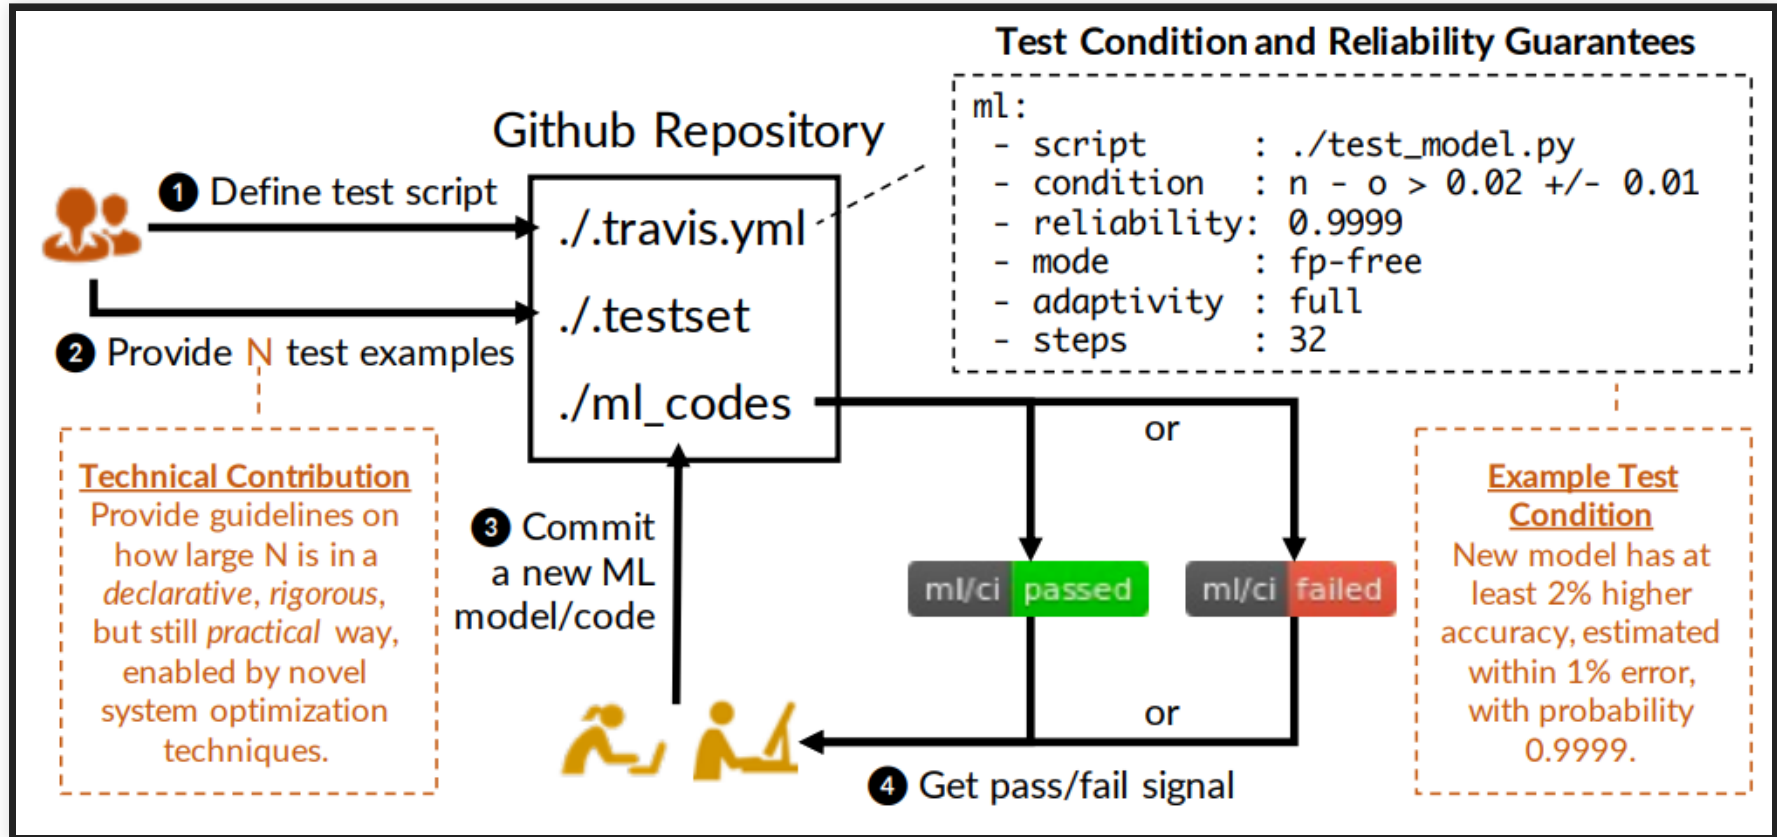 Test Condition and Reliability Guarantees
ml:
- script : ./test_model.py
- condition : n - o > 0.02 +/- 0.01
- reliability: 0.9999
- mode : fp-free
- adaptivity : full
- steps : 32
Github Repository
1 Define test script
./.travis.yml
./.testset
./ml_codes
2 Provide N test examples
Technical Contribution
Provide guidelines on
how large N is in a
declarative, rigorous,
but still practical way,
enabled by novel
system optimization
techniques.
3 Commit
a new ML
model/code
or
ml/ci passed
ml/ci failed
or
4 Get pass/fail signal
Example Test
Condition
New model has at
least 2% higher
accuracy, estimated
within 1% error,
with probability
0.9999.